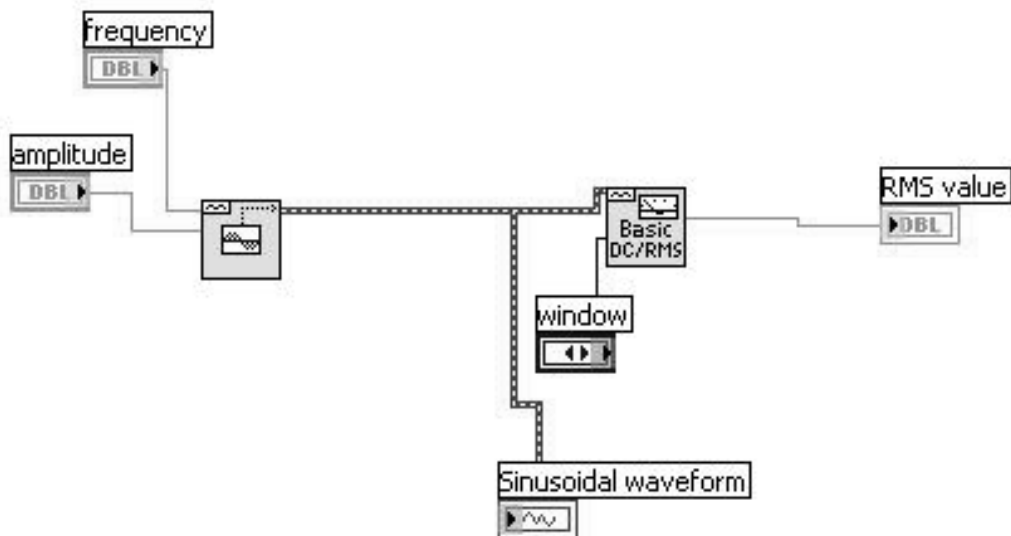 frequency
DBL
amplitude
DBL
RMS value
DBL
Basic
DC/RMS
window
Sinusoidal waveform